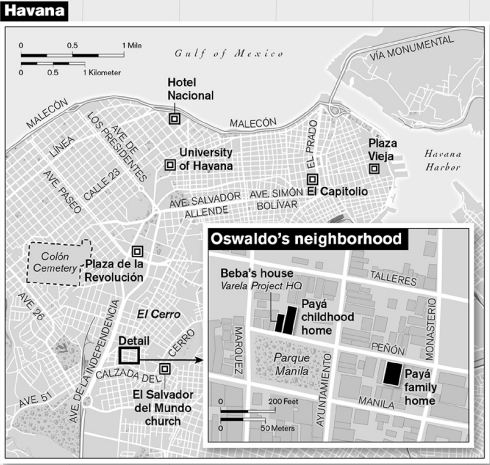 Havana
0
0.5
1 Mile
0
0.5
1 Kilometer
Gulf of Mexico
VÍA MONUMENTAL
Hotel
Nacional
MALECÓN
MALECÓN
LÍNEA
AVE. DE
LOS PRESIDENTES
CALLE 23
AVE. PASEO
University
of Havana
EL PRADO
Plaza
Vieja
Havana
Harbor
El Capitolio
AVE. SALVADOR
ALLENDE
AVE. SIMÓN
BOLÍVAR
Colón
Cemetery
Plaza de la
Revolución
AVE. 26
El Cerro
Detail
CERRO
CALZADA DEL
AVE. DE LA INDEPENDENCIA
AVE. 51
El Salvador
del Mundo
church
Oswaldo's neighborhood
Beba's house
Varela Project HQ
Payá
childhood
home
TALLERES
MONASTERIO
MARQUEZ
PEÑÓN
Parque
Manila
AYUNTAMIENTO
MANILA
Payá
family
home
0
200 Feet
0
50 Meters